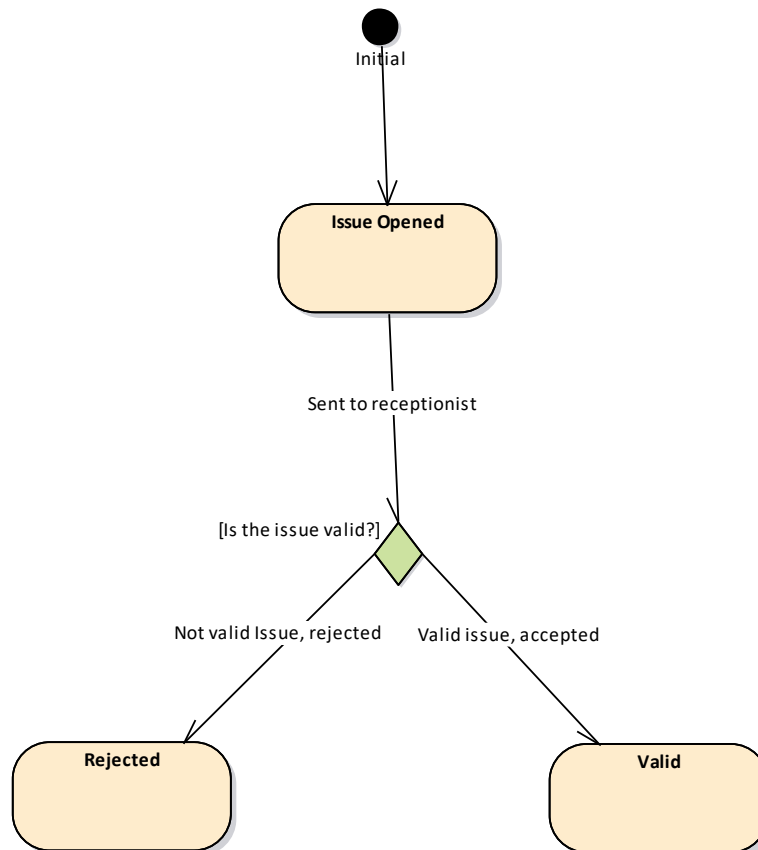 Initial
Issue Opened
Sent to receptionist
[Is the issue valid?]
Not valid Issue, rejected
Valid issue, accepted
Rejected
Valid